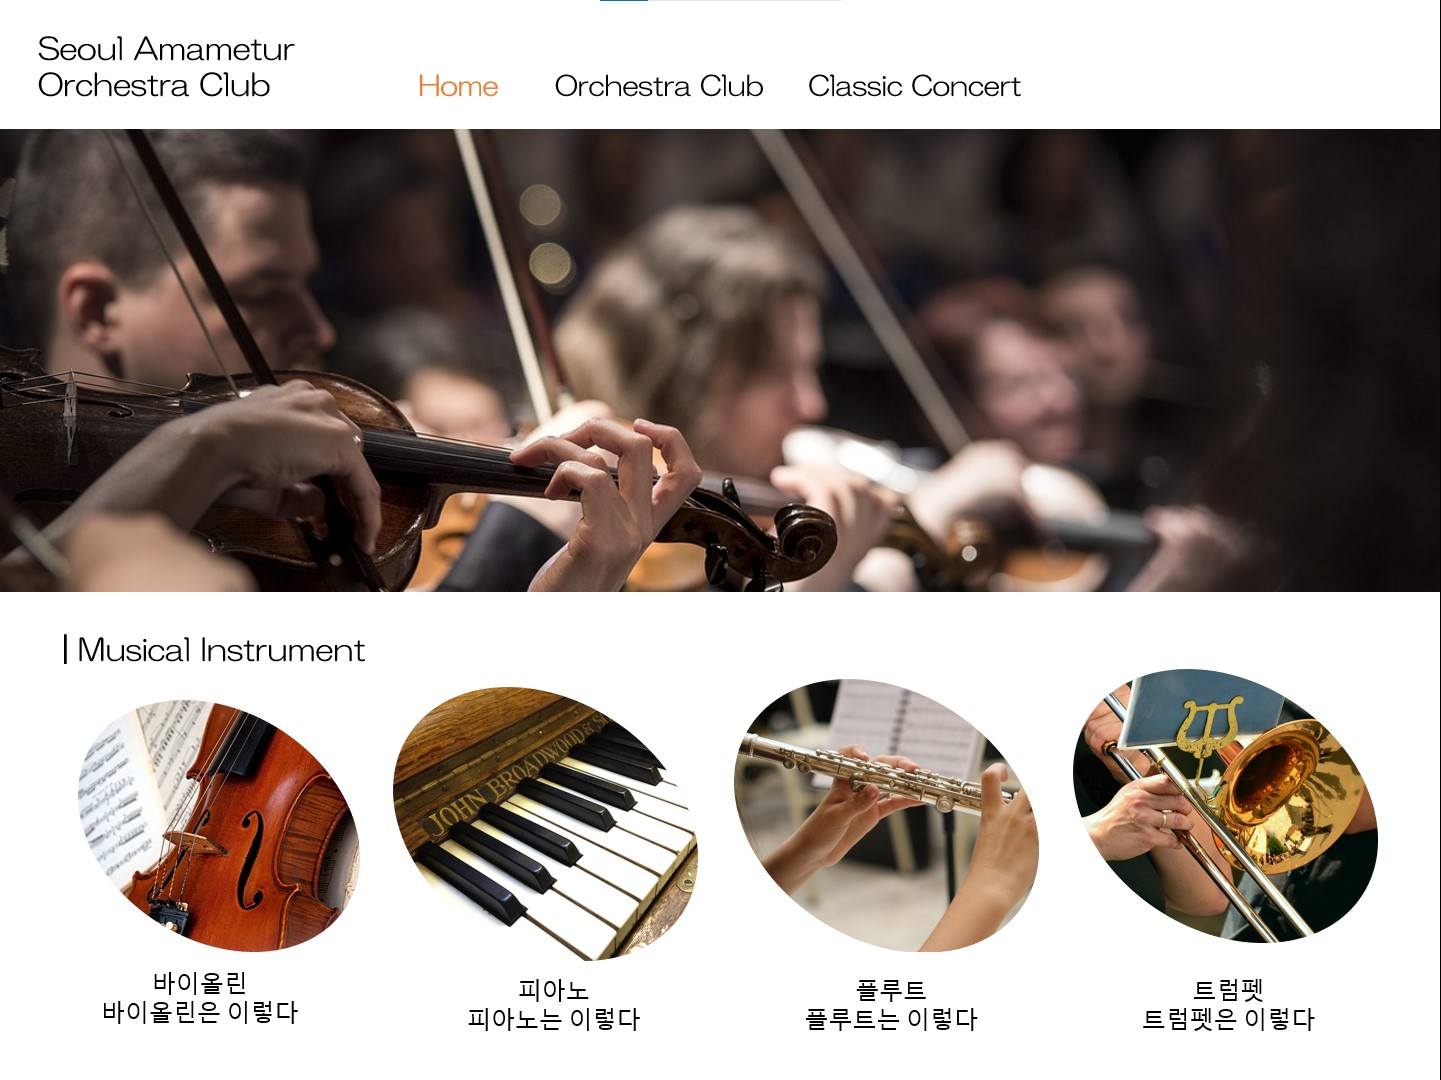 Seoul Amametur
Orchestra Club
Home
Orchestra Club
Classic Concert
Musical Instrument
JOHN BROADWOOD & S
바이올린
바이올린은 이렇다
피아노
피아노는 이렇다
플루트
플루트는 이렇다
트럼펫
트럼펫은 이렇다